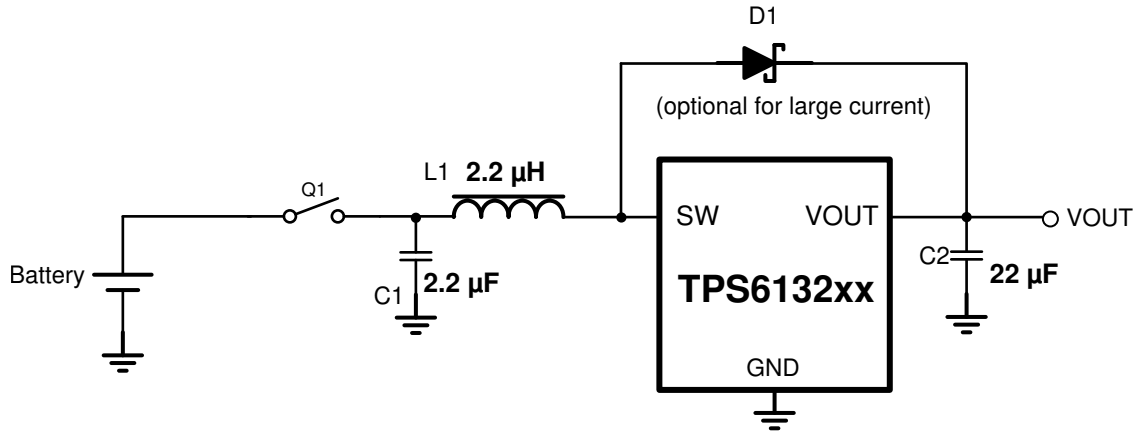 D1
(optional for large current)
L1 2.2 µH
Q1
SW VOUT
VOUT
Battery
C1 2.2 µF
TPS6132xx
C2 22 µF
GND